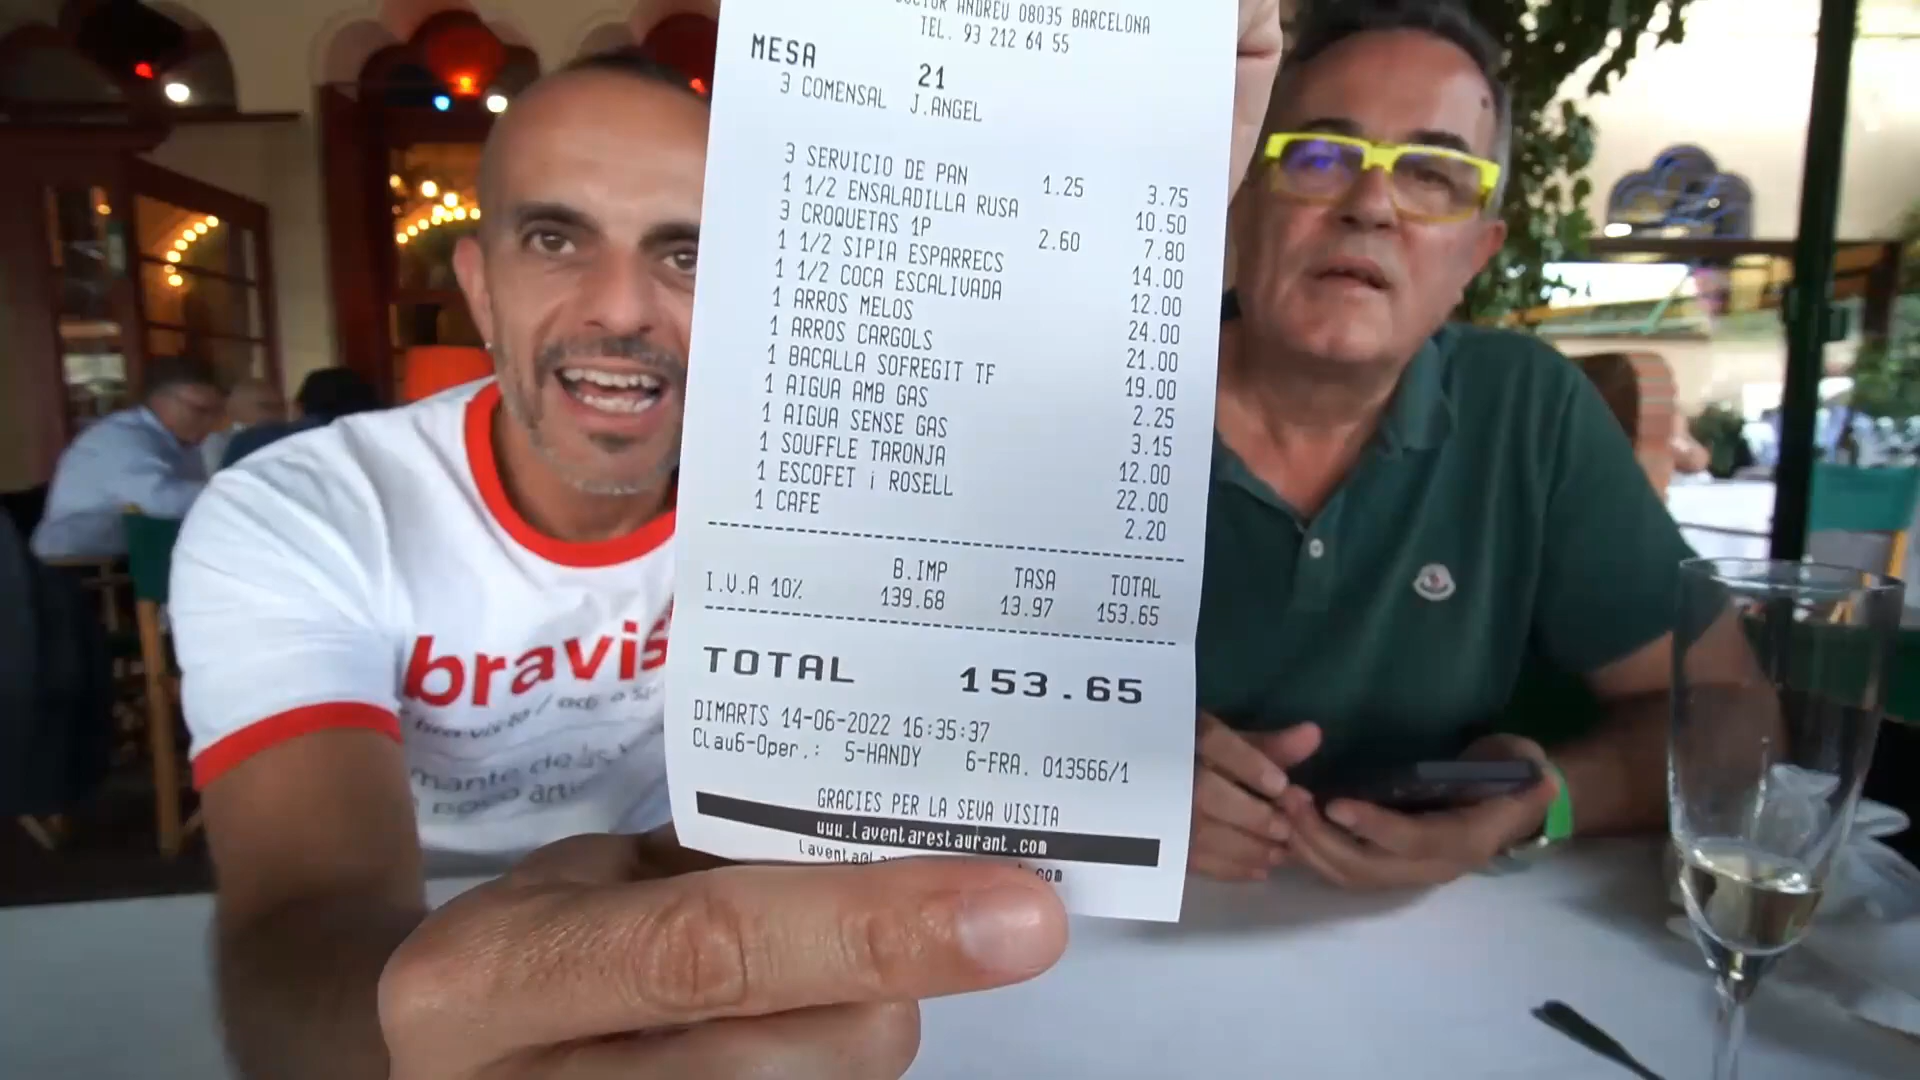 ANDREU 08035 BARCELONA
TEL. 93 212 64 55
MESA 21
3 COMENSAL J.ANGEL
3 SERVICIO DE PAN 1.25 3.75
1 1/2 ENSALADILLA RUSA 10.50
3 CROQUETAS 1P 2.60 7.80
1 1/2 SIPIA ESPARRECS 14.00
1 1/2 COCA ESCALIVADA 12.00
1 ARROS MELOS 24.00
1 ARROS CARGOLS 21.00
1 BACALLA SOFREGIT TF 19.00
1 AIGUA AMB GAS 2.25
1 AIGUA SENSE GAS 3.15
1 SOUFFLE TARONJA 12.00
1 ESCOFET i ROSELL 22.00
1 CAFE 2.20
B.IMP TASA TOTAL
I.V.A 10% 139.68 13.97 153.65
TOTAL 153.65
DIMARTS 14-06-2022 16:35:37
Clau6-Oper.: 5-HANDY 6-FRA. 013566/1
GRACIES PER LA SEVA VISITA
www.laventarestaurant.com
.com
bravis